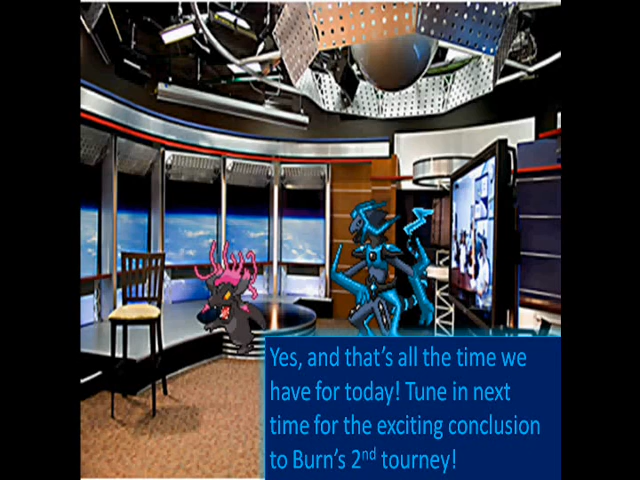 Yes, and that's all the time we
have for today! Tune in next
time for the exciting conclusion
to Burn's 2nd tourney!